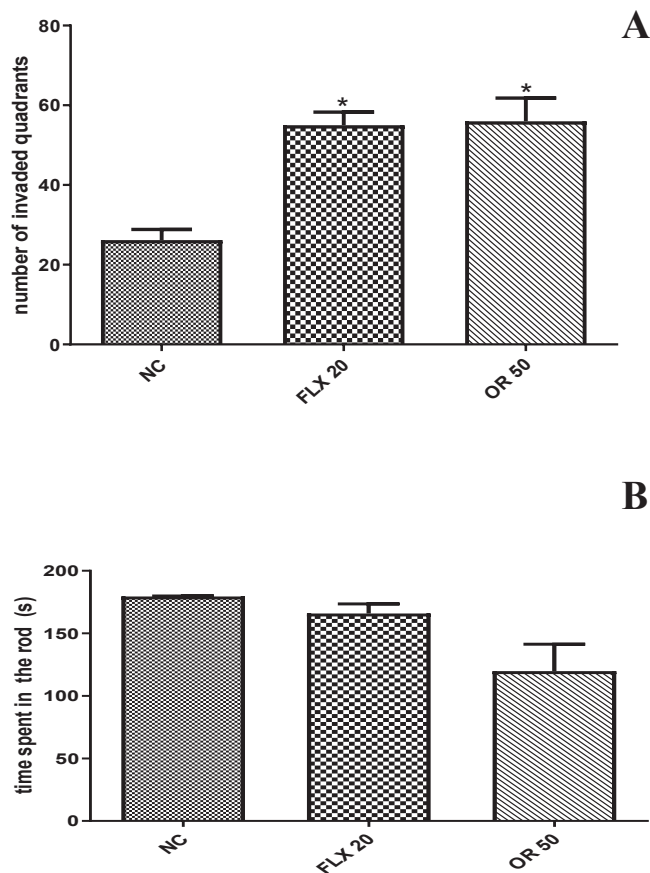 A
number of invaded quadrants
80
60
40
20
0
*
*
NC
FLX 20
OR 50
B
time spent in the rod (s)
200
150
100
50
0
NC
FLX 20
OR 50